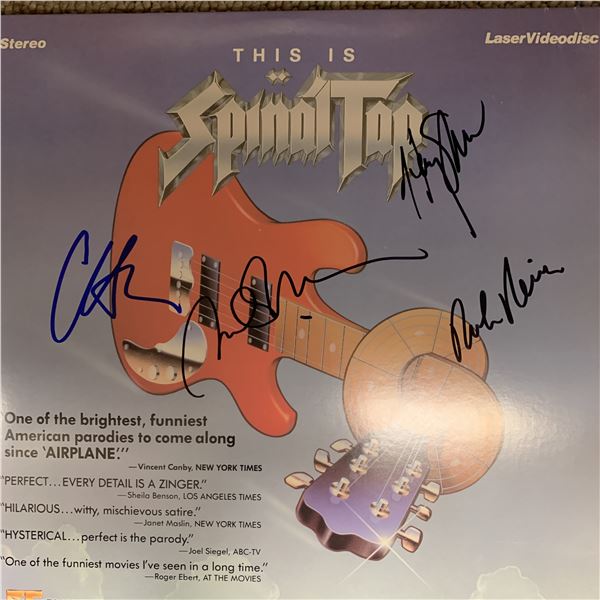 Stereo
LaserVideodisc
THIS IS
Spın̈al Tap
One of the brightest, funniest
American parodies to come along
since 'AIRPLANE'.''
—Vincent Canby, NEW YORK TIMES
"PERFECT...EVERY DETAIL IS A ZINGER."
—Sheila Benson, LOS ANGELES TIMES
"HILARIOUS...witty, mischievous satire."
—Janet Maslin, NEW YORK TIMES
"HYSTERICAL...perfect is the parody."
—Joel Siegel, ABC-TV
"One of the funniest movies I've seen in a long time."
—Roger Ebert, AT THE MOVIES